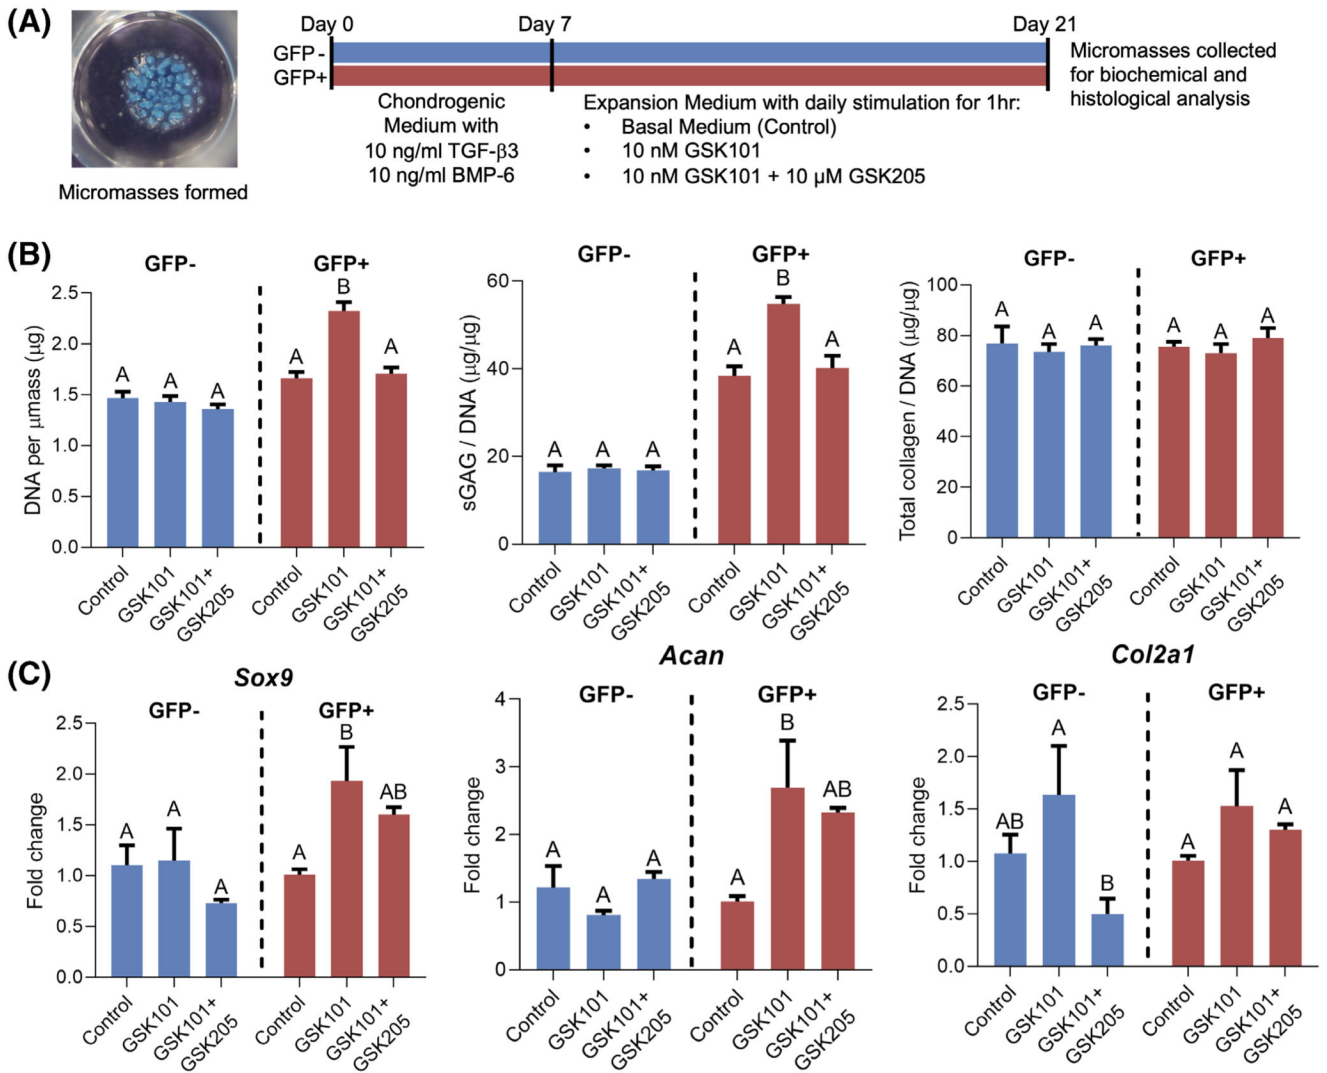 (A)
Day 0
Day 7
Day 21
GFP -
GFP+
Micromasses formed
Chondrogenic
Medium with
10 ng/ml TGF-β3
10 ng/ml BMP-6
Expansion Medium with daily stimulation for 1hr:
• Basal Medium (Control)
• 10 nM GSK101
• 10 nM GSK101 + 10 µM GSK205
Micromasses collected
for biochemical and
histological analysis
(B)
GFP-
GFP+
DNA per µmass (µg)
2.5
2.0
1.5
1.0
0.5
0.0
A
A
A
A
B
A
Control
GSK101
GSK101+
GSK205
Control
GSK101
GSK101+
GSK205
GFP-
GFP+
sGAG / DNA (µg/µg)
60
40
20
0
A
A
A
A
B
A
Control
GSK101
GSK101+
GSK205
Control
GSK101
GSK101+
GSK205
GFP-
GFP+
Total collagen / DNA (µg/µg)
100
80
60
40
20
0
A
A
A
A
A
A
Control
GSK101
GSK101+
GSK205
Control
GSK101
GSK101+
GSK205
(C)
Sox9
GFP-
GFP+
Fold change
2.5
2.0
1.5
1.0
0.5
0.0
A
A
A
A
B
AB
Control
GSK101
GSK101+
GSK205
Control
GSK101
GSK101+
GSK205
Acan
GFP-
GFP+
Fold change
4
3
2
1
0
A
A
A
A
B
AB
Control
GSK101
GSK101+
GSK205
Control
GSK101
GSK101+
GSK205
Col2a1
GFP-
GFP+
Fold change
2.5
2.0
1.5
1.0
0.5
0.0
AB
A
B
A
A
A
Control
GSK101
GSK101+
GSK205
Control
GSK101
GSK101+
GSK205